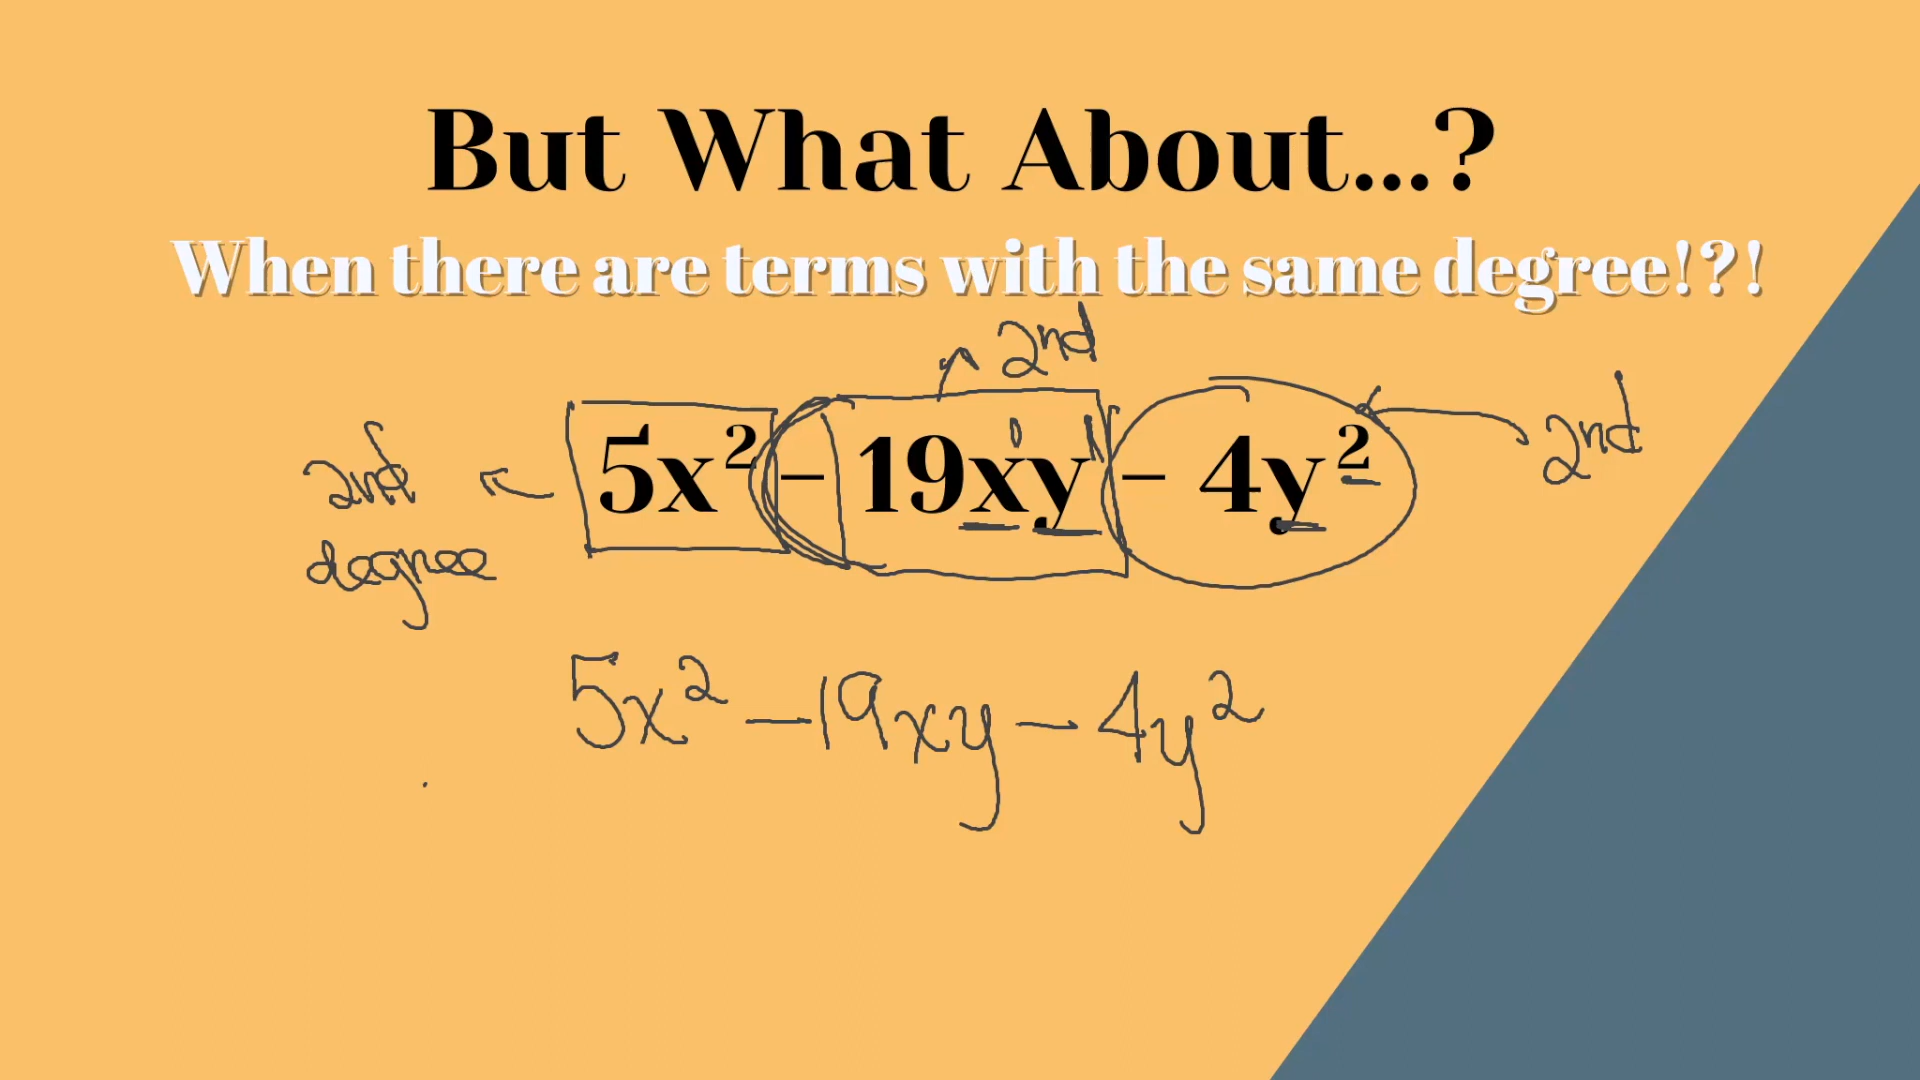 But What About...?
When there are terms with the same degree!?!
2nd
2nd degree
5x² - 19x¹y¹ - 4y²
2nd
5x² - 19xy - 4y²